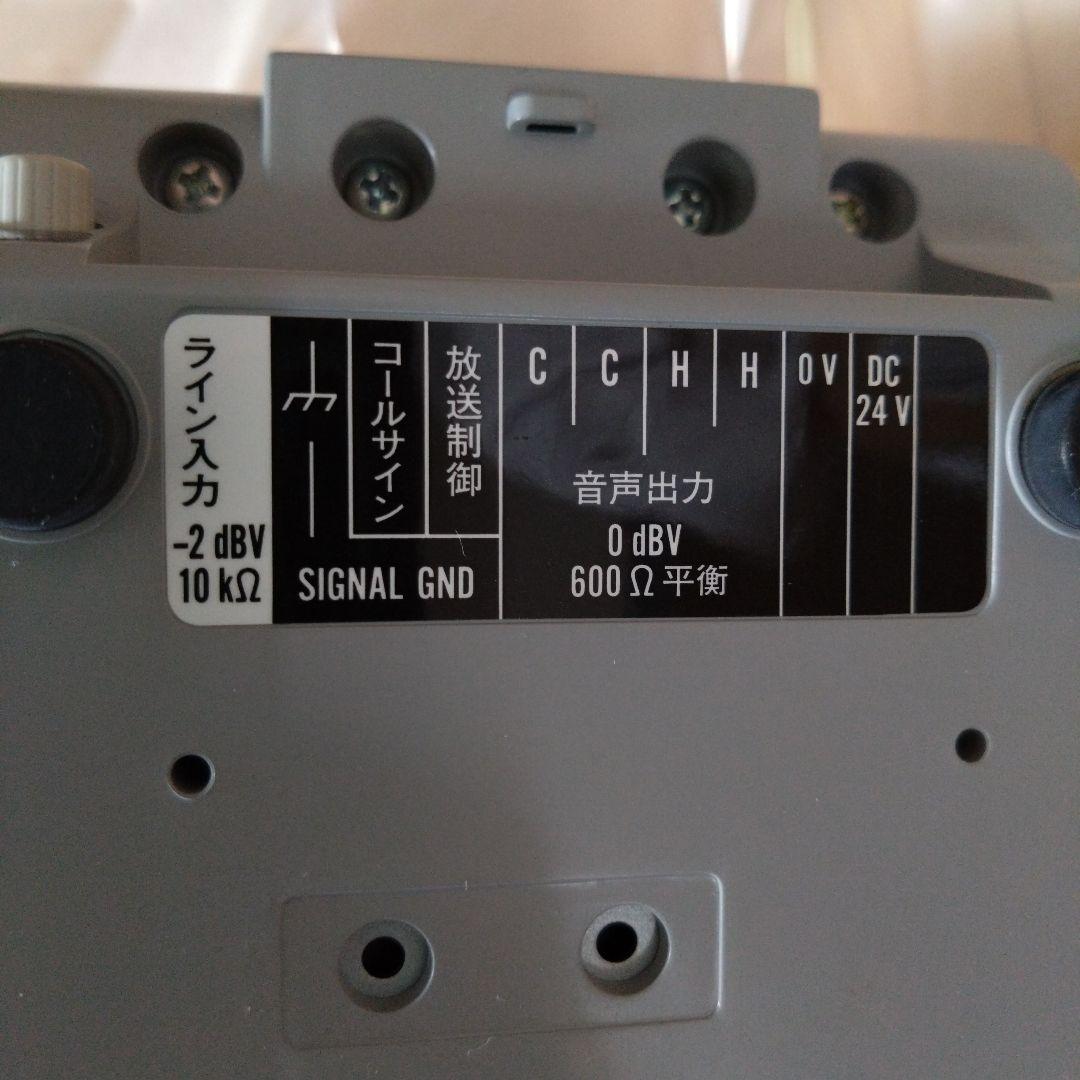 ライン入力
-2 dBV
10 kΩ
コールサイン
放送制御
SIGNAL GND
C C H H
音声出力
0 dBV
600 Ω 平衡
0 V
DC
24 V